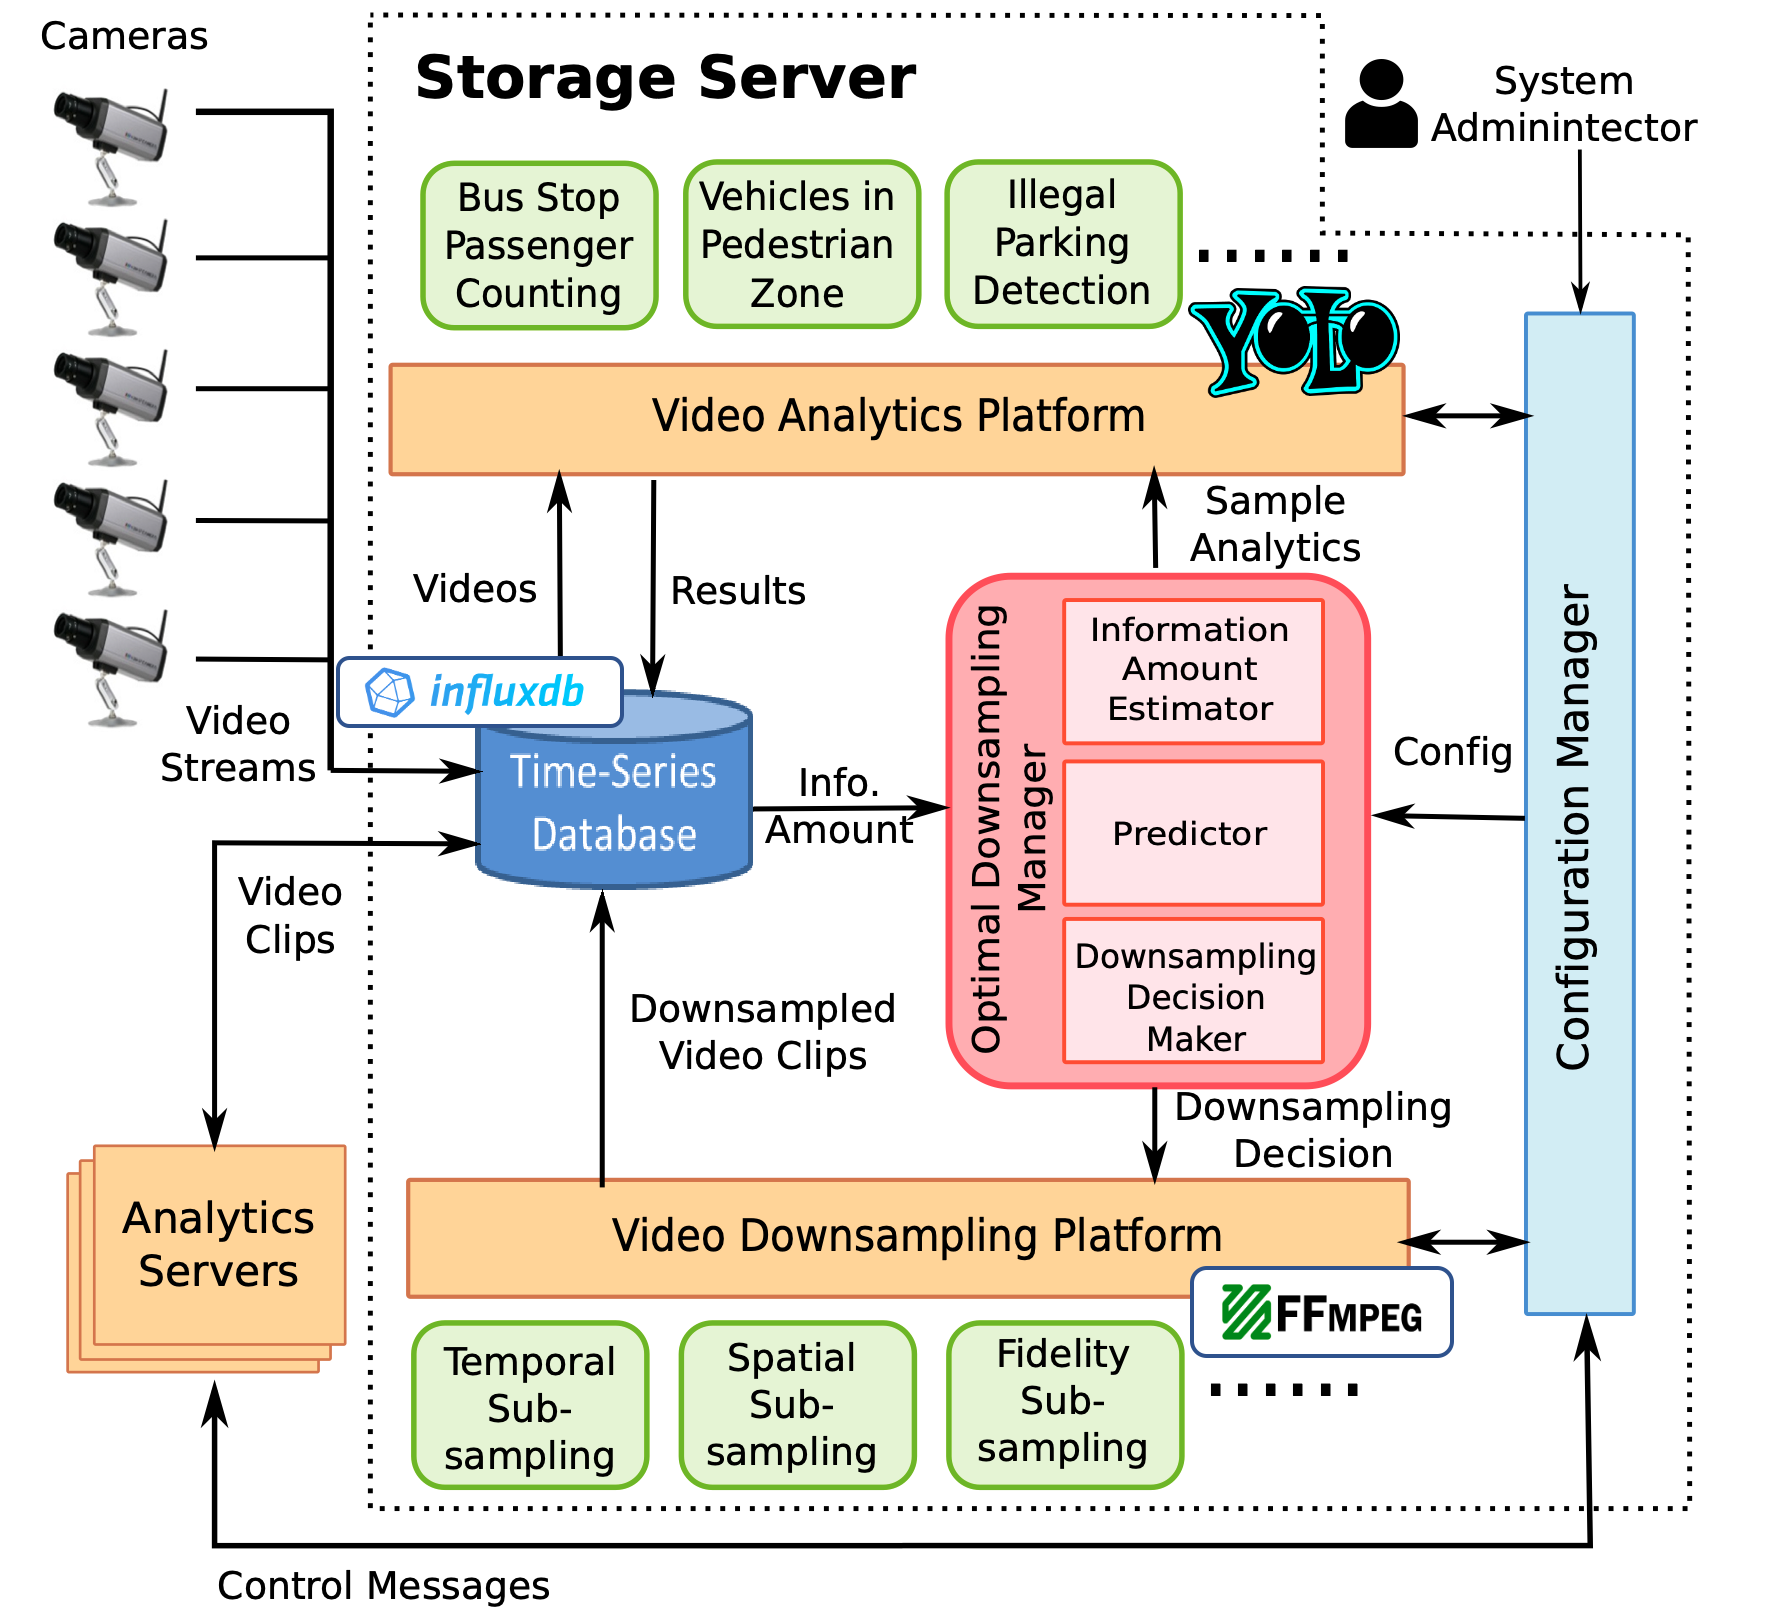 Cameras
Storage Server
System
Adminintector
Bus Stop
Passenger
Counting
Vehicles in
Pedestrian
Zone
Illegal
Parking
Detection
......
YOLO
Video Analytics Platform
Sample
Analytics
Videos
Results
influxdb
Video
Streams
Time-Series
Database
Info.
Amount
Optimal Downsampling
Manager
Information
Amount
Estimator
Predictor
Downsampling
Decision
Maker
Config
Configuration Manager
Video
Clips
Downsampled
Video Clips
Downsampling
Decision
Analytics
Servers
Video Downsampling Platform
FFMPEG
Temporal
Sub-
sampling
Spatial
Sub-
sampling
Fidelity
Sub-
sampling
......
Control Messages